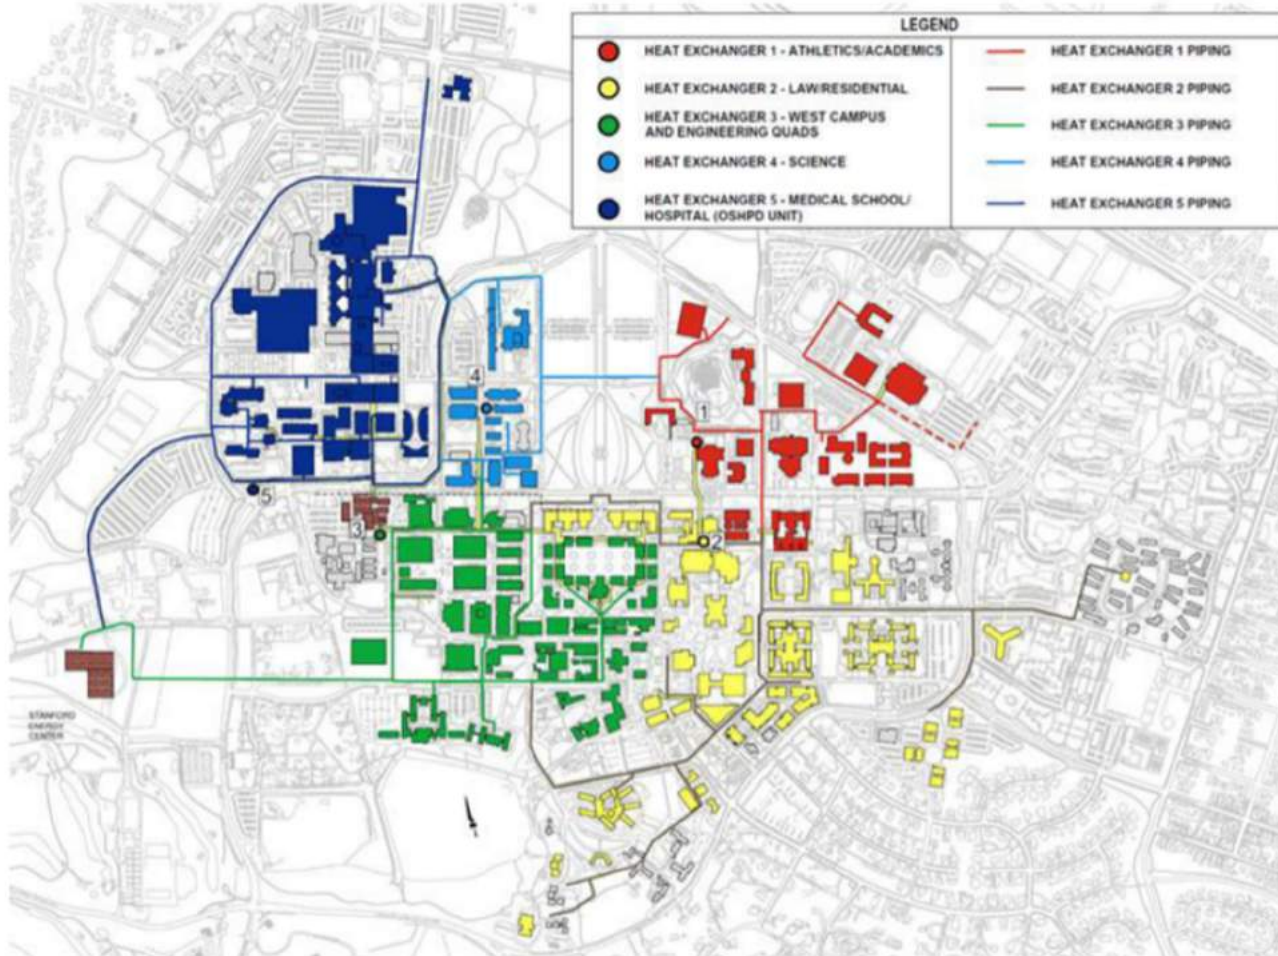 LEGEND
HEAT EXCHANGER 1 - ATHLETICS/ACADEMICS
HEAT EXCHANGER 2 - LAW/RESIDENTIAL
HEAT EXCHANGER 3 - WEST CAMPUS
AND ENGINEERING QUADS
HEAT EXCHANGER 4 - SCIENCE
HEAT EXCHANGER 5 - MEDICAL SCHOOL/
HOSPITAL (OSHPD UNIT)
HEAT EXCHANGER 1 PIPING
HEAT EXCHANGER 2 PIPING
HEAT EXCHANGER 3 PIPING
HEAT EXCHANGER 4 PIPING
HEAT EXCHANGER 5 PIPING
4
1
5
3
2
STANFORD
ENERGY
CENTER